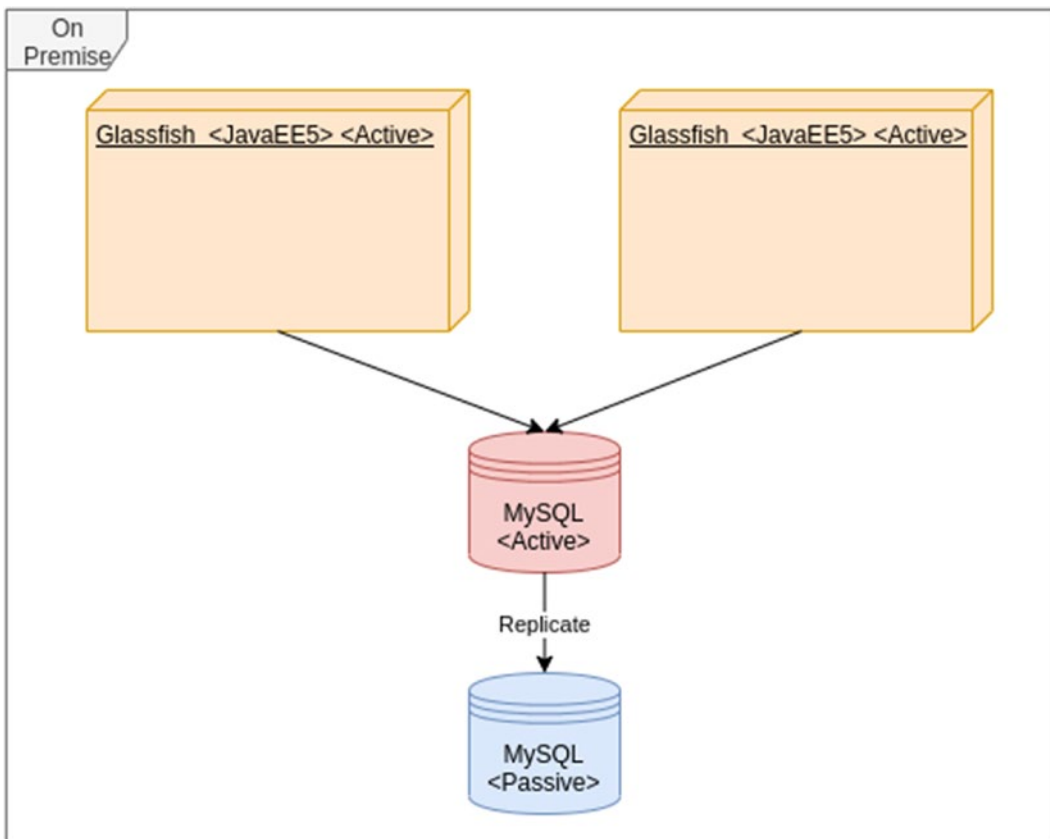 On
Premise
Glassfish <JavaEE5> <Active>
Glassfish <JavaEE5> <Active>
MySQL
<Active>
Replicate
MySQL
<Passive>